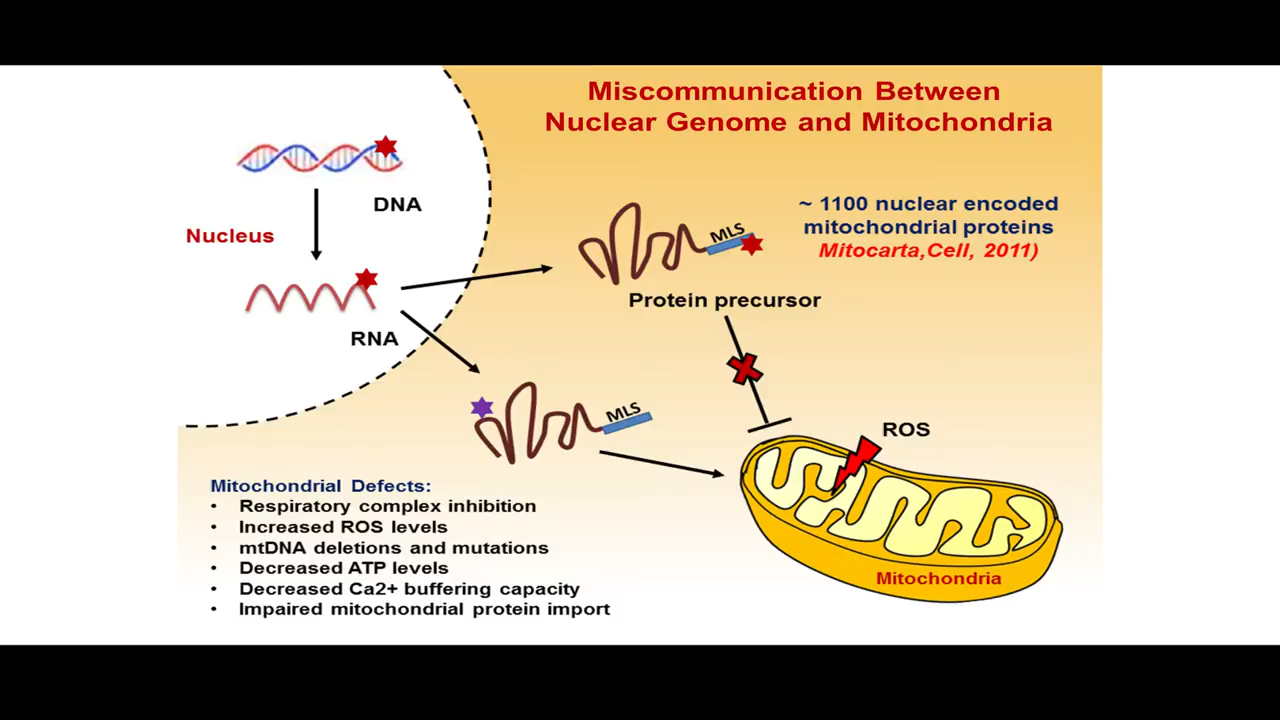 Miscommunication Between
Nuclear Genome and Mitochondria
DNA
Nucleus
RNA
MLS
Protein precursor
~ 1100 nuclear encoded
mitochondrial proteins
Mitocarta,Cell, 2011)
MLS
ROS
Mitochondria
Mitochondrial Defects:
• Respiratory complex inhibition
• Increased ROS levels
• mtDNA deletions and mutations
• Decreased ATP levels
• Decreased Ca2+ buffering capacity
• Impaired mitochondrial protein import